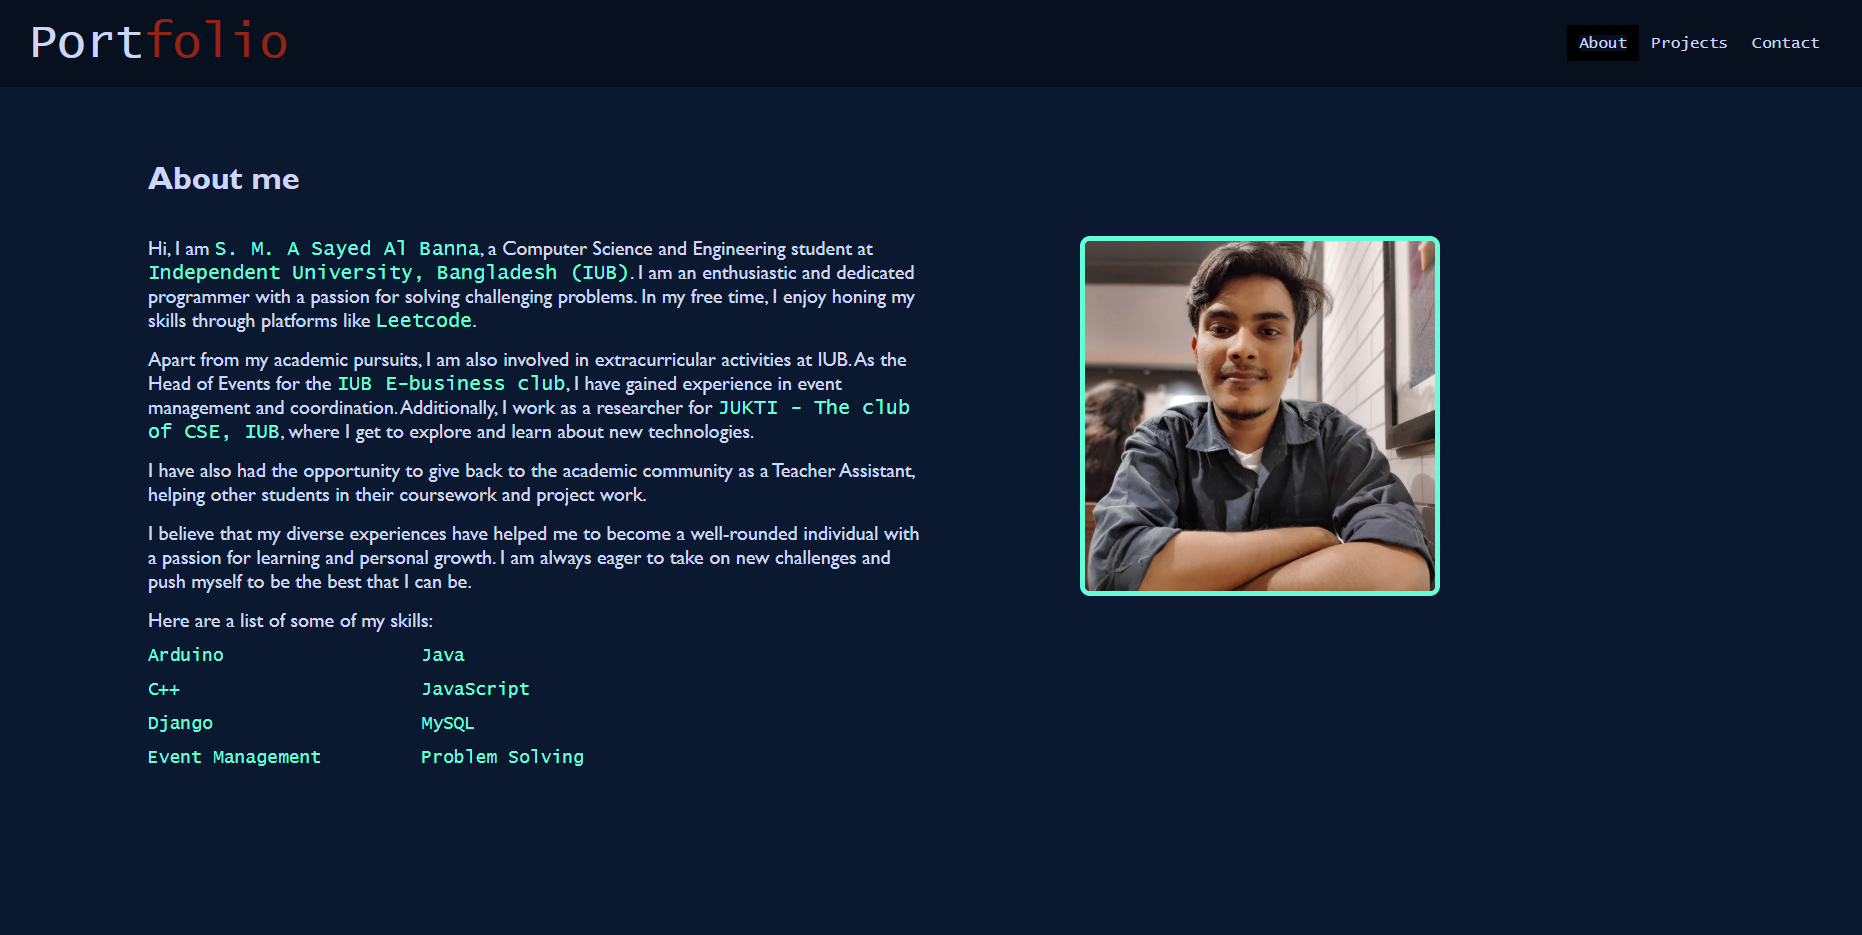 Portfolio
About Projects Contact
About me
Hi, I am S. M. A Sayed Al Banna, a Computer Science and Engineering student at
Independent University, Bangladesh (IUB). I am an enthusiastic and dedicated
programmer with a passion for solving challenging problems. In my free time, I enjoy honing my
skills through platforms like Leetcode.
Apart from my academic pursuits, I am also involved in extracurricular activities at IUB. As the
Head of Events for the IUB E-business club, I have gained experience in event
management and coordination. Additionally, I work as a researcher for JUKTI - The club
of CSE, IUB, where I get to explore and learn about new technologies.
I have also had the opportunity to give back to the academic community as a Teacher Assistant,
helping other students in their coursework and project work.
I believe that my diverse experiences have helped me to become a well-rounded individual with
a passion for learning and personal growth. I am always eager to take on new challenges and
push myself to be the best that I can be.
Here are a list of some of my skills:
Arduino Java
C++ JavaScript
Django MySQL
Event Management Problem Solving